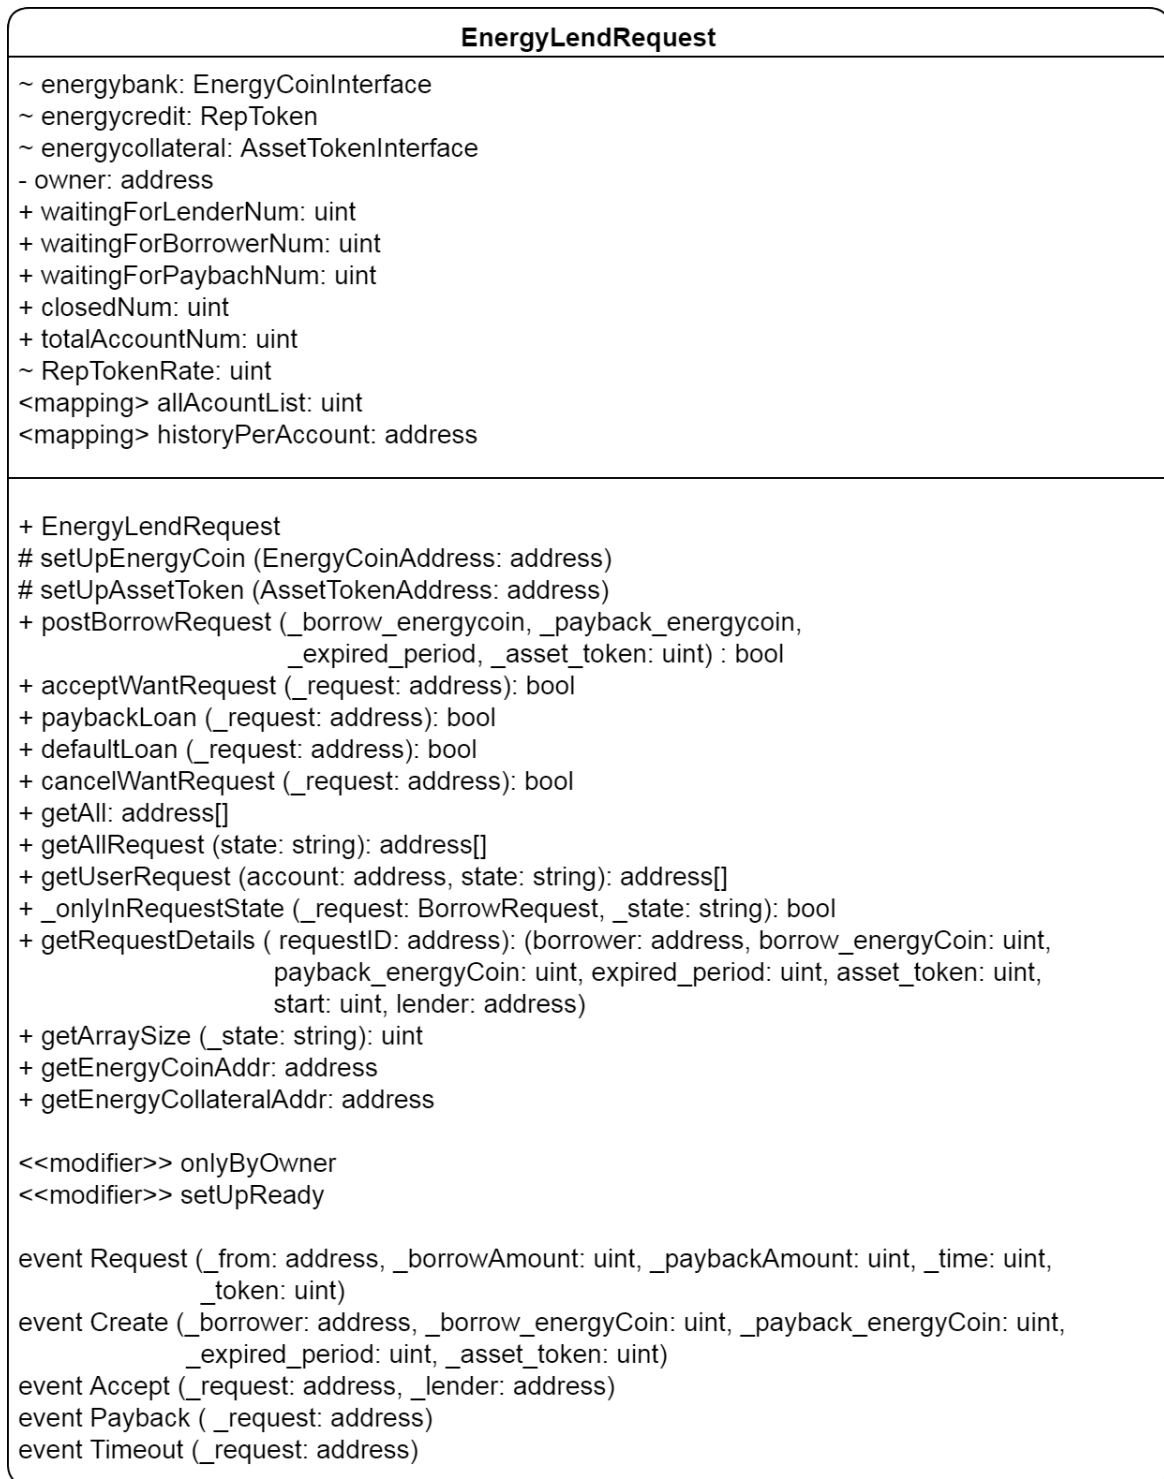 EnergyLendRequest
~ energybank: EnergyCoinInterface
~ energycredit: RepToken
~ energycollateral: AssetTokenInterface
- owner: address
+ waitingForLenderNum: uint
+ waitingForBorrowerNum: uint
+ waitingForPaybachNum: uint
+ closedNum: uint
+ totalAccountNum: uint
~ RepTokenRate: uint
<mapping> allAcountList: uint
<mapping> historyPerAccount: address
+ EnergyLendRequest
# setUpEnergyCoin (EnergyCoinAddress: address)
# setUpAssetToken (AssetTokenAddress: address)
+ postBorrowRequest (_borrow_energycoin, _payback_energycoin,
_expired_period, _asset_token: uint) : bool
+ acceptWantRequest (_request: address): bool
+ paybackLoan (_request: address): bool
+ defaultLoan (_request: address): bool
+ cancelWantRequest (_request: address): bool
+ getAll: address[]
+ getAllRequest (state: string): address[]
+ getUserRequest (account: address, state: string): address[]
+ _onlyInRequestState (_request: BorrowRequest, _state: string): bool
+ getRequestDetails ( requestID: address): (borrower: address, borrow_energyCoin: uint,
payback_energyCoin: uint, expired_period: uint, asset_token: uint,
start: uint, lender: address)
+ getArraySize (_state: string): uint
+ getEnergyCoinAddr: address
+ getEnergyCollateralAddr: address
<<modifier>> onlyByOwner
<<modifier>> setUpReady
event Request (_from: address, _borrowAmount: uint, _paybackAmount: uint, _time: uint,
_token: uint)
event Create (_borrower: address, _borrow_energyCoin: uint, _payback_energyCoin: uint,
_expired_period: uint, _asset_token: uint)
event Accept (_request: address, _lender: address)
event Payback ( _request: address)
event Timeout (_request: address)